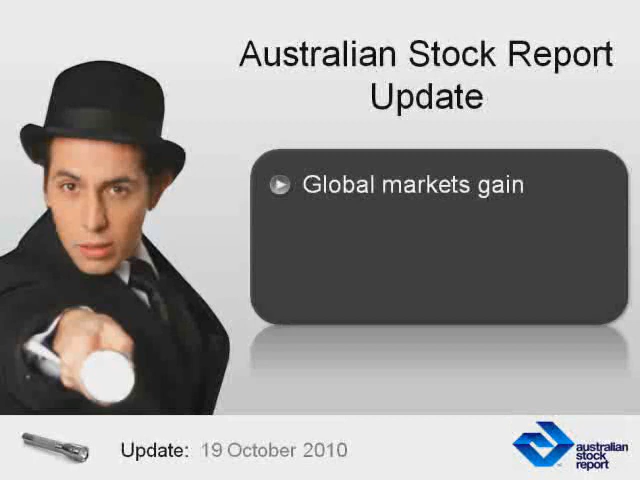 Australian Stock Report
Update
Global markets gain
Update: 19 October 2010
australian
stock
report